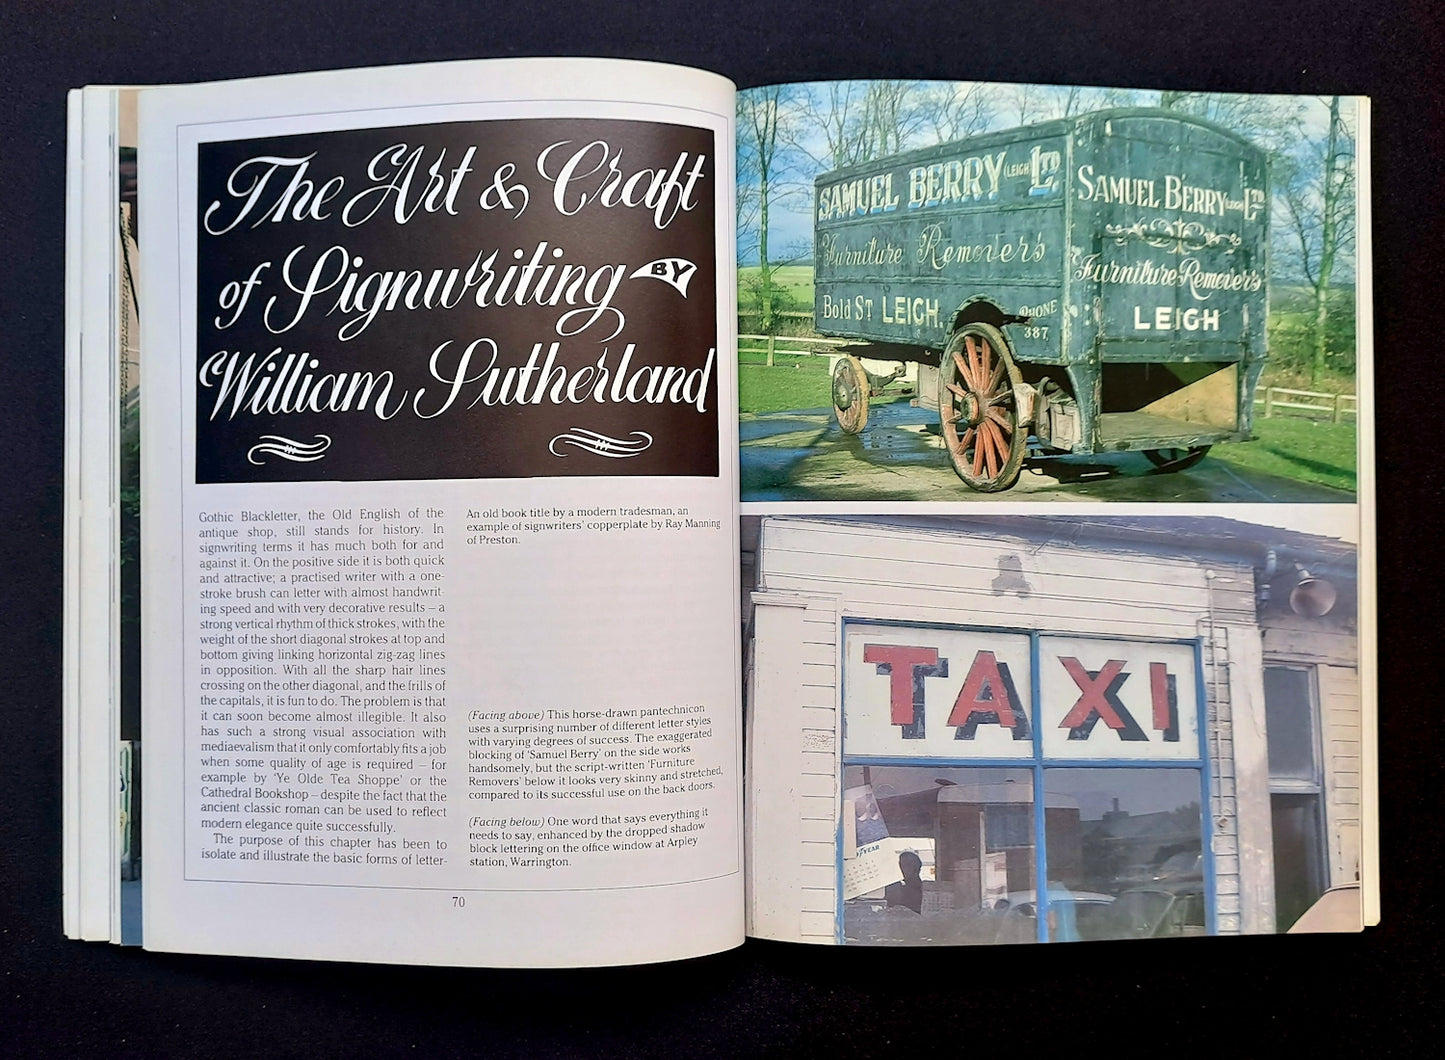 The Art & Craft
of Signwriting BY
William Sutherland
Gothic Blackletter, the Old English of the
antique shop, still stands for history. In
signwriting terms it has much both for and
against it. On the positive side it is both quick
and attractive; a practised writer with a one-
stroke brush can letter with almost handwrit-
ing speed and with very decorative results – a
strong vertical rhythm of thick strokes, with the
weight of the short diagonal strokes at top and
bottom giving linking horizontal zig-zag lines
in opposition. With all the sharp hair lines
crossing on the other diagonal, and the frills of
the capitals, it is fun to do. The problem is that
it can soon become almost illegible. It also
has such a strong visual association with
mediaevalism that it only comfortably fits a job
when some quality of age is required – for
example by 'Ye Olde Tea Shoppe' or the
Cathedral Bookshop – despite the fact that the
ancient classic roman can be used to reflect
modern elegance quite successfully.
The purpose of this chapter has been to
isolate and illustrate the basic forms of letter-
An old book title by a modern tradesman, an
example of signwriters' copperplate by Ray Manning
of Preston.
(Facing above) This horse-drawn pantechnicon
uses a surprising number of different letter styles
with varying degrees of success. The exaggerated
blocking of 'Samuel Berry' on the side works
handsomely, but the script-written 'Furniture
Removers' below it looks very skinny and stretched,
compared to its successful use on the back doors.
(Facing below) One word that says everything it
needs to say, enhanced by the dropped shadow
block lettering on the office window at Arpley
station, Warrington.
70
SAMUEL BERRY (LEIGH) LTD
Furniture Removers
Bold St LEIGH. PHONE
387
SAMUEL BERRY (LEIGH) LTD
Furniture Removers
LEIGH
TAXI